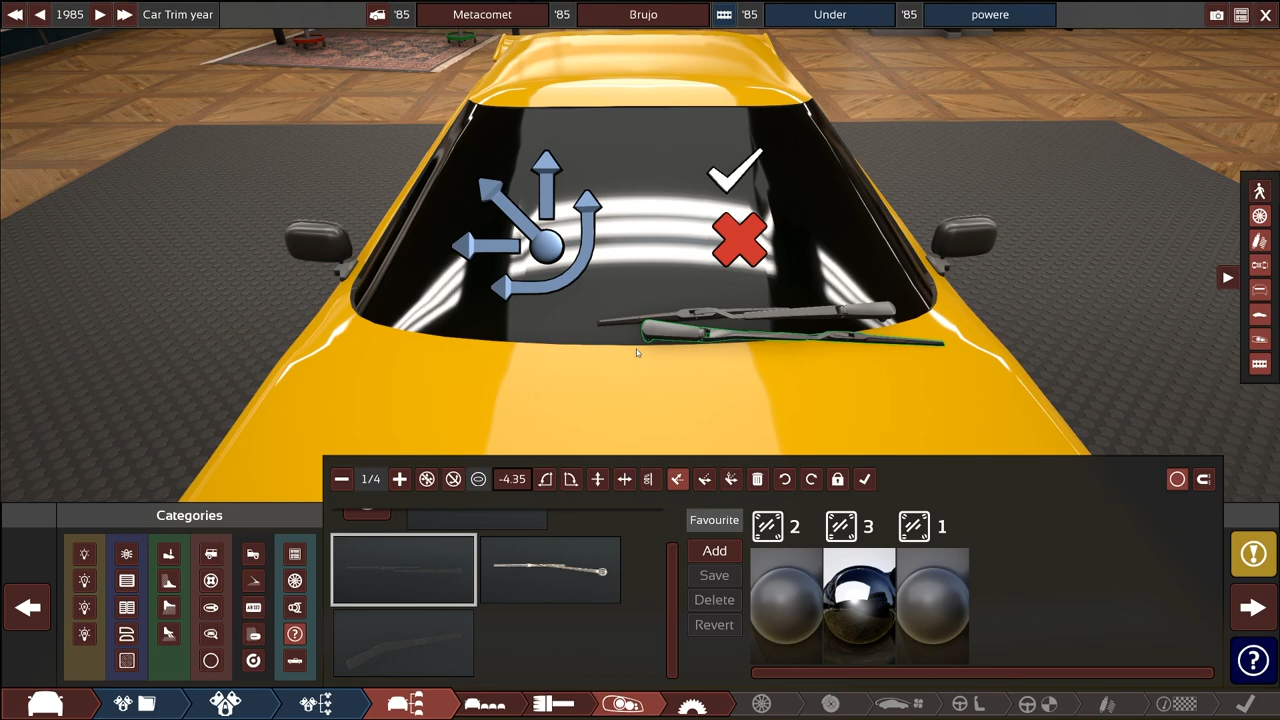 1985 Car Trim year '85 Metacomet '85 Brujo '85 Under '85 powere
1/4 -4.35
Categories
Favourite 2 3 1
Add
Save
Delete
Revert
?
?